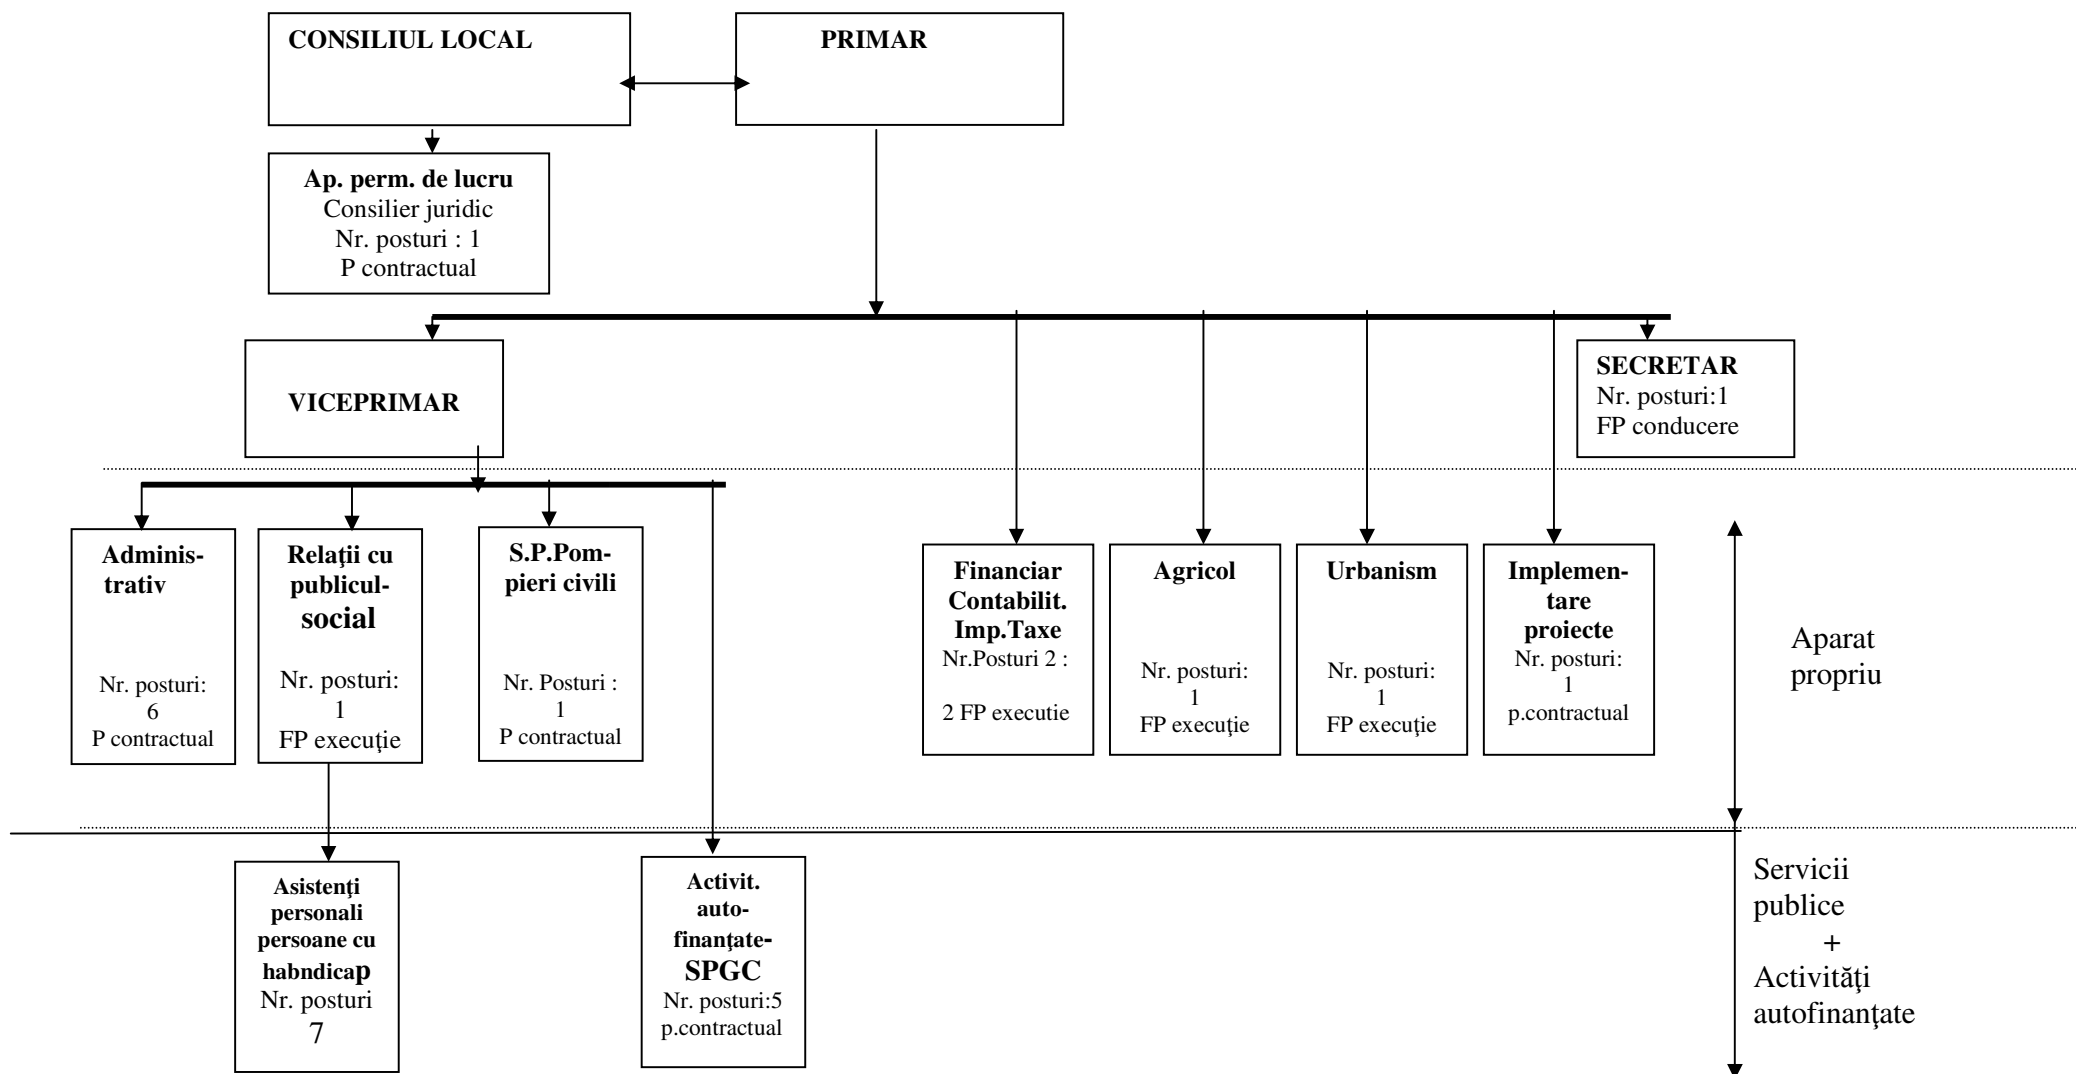 CONSILIUL LOCAL
PRIMAR
Ap. perm. de lucru
Consilier juridic
Nr. posturi : 1
P contractual
VICEPRIMAR
SECRETAR
Nr. posturi:1
FP conducere
Adminis-
trativ
Nr. posturi:
6
P contractual
Relaţii cu
publicul-
social
Nr. posturi:
1
FP execuţie
S.P.Pom-
pieri civili
Nr. Posturi :
1
P contractual
Financiar
Contabilit.
Imp.Taxe
Nr.Posturi 2 :
2 FP executie
Agricol
Nr. posturi:
1
FP execuţie
Urbanism
Nr. posturi:
1
FP execuţie
Implemen-
tare
proiecte
Nr. posturi:
1
p.contractual
Aparat
propriu
Asistenţi
personali
persoane cu
habndicap
Nr. posturi
7
Activit.
auto-
finanţate-
SPGC
Nr. posturi:5
p.contractual
Servicii
publice
+
Activităţi
autofinanţate